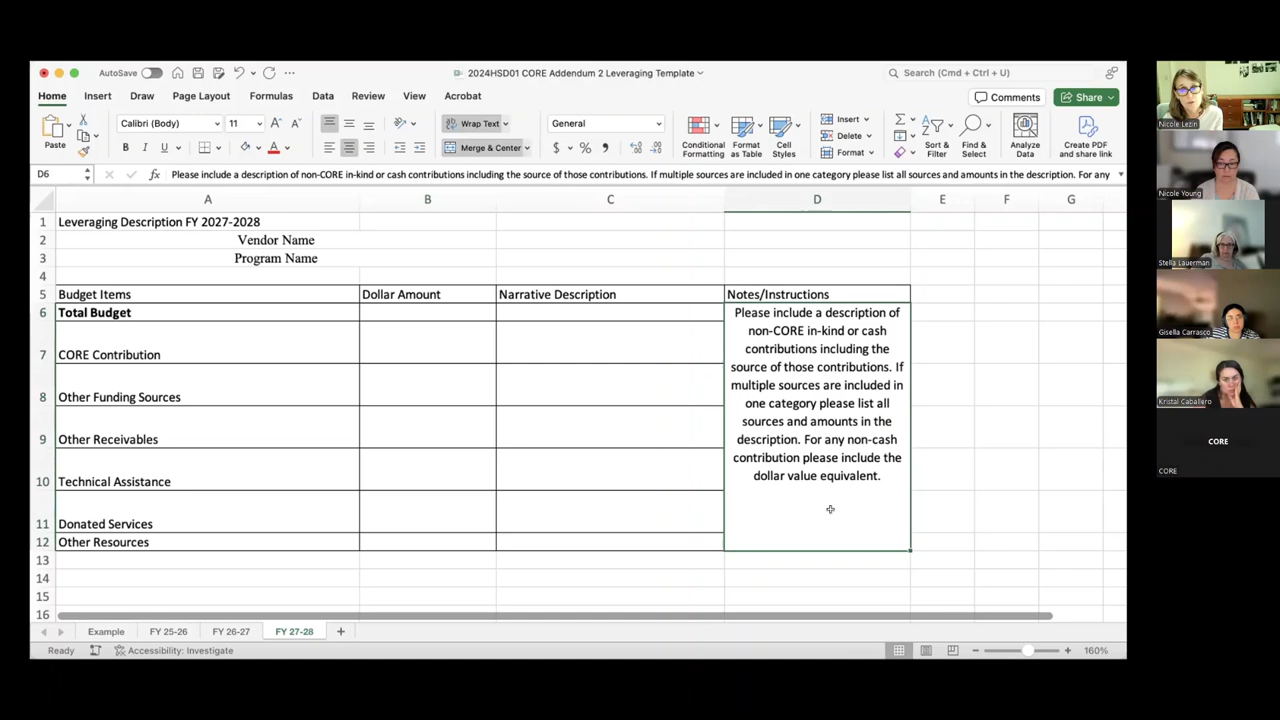 AutoSave
2024HSD01 CORE Addendum 2 Leveraging Template
Search (Cmd + Ctrl + U)
Home Insert Draw Page Layout Formulas Data Review View Acrobat
Comments Share
Paste
Calibri (Body) 11
B I U
Wrap Text
Merge & Center
General
$ % 
Conditional Formatting
Format as Table
Cell Styles
Insert
Delete
Format
Sort & Filter
Find & Select
Analyze Data
Create PDF and share link
D6 fx Please include a description of non-CORE in-kind or cash contributions including the source of those contributions. If multiple sources are included in one category please list all sources and amounts in the description. For any
A B C D E F G
1 Leveraging Description FY 2027-2028
2 Vendor Name
3 Program Name
4
5 Budget Items Dollar Amount Narrative Description Notes/Instructions
6 Total Budget
7 CORE Contribution
8 Other Funding Sources
9 Other Receivables
10 Technical Assistance
11 Donated Services
12 Other Resources
Please include a description of
non-CORE in-kind or cash
contributions including the
source of those contributions. If
multiple sources are included in
one category please list all
sources and amounts in the
description. For any non-cash
contribution please include the
dollar value equivalent.
13
14
15
16
Example FY 25-26 FY 26-27 FY 27-28 +
Ready Accessibility: Investigate 160%
Nicole Lezin
Nicole Young
Stella Lauerman
Gisella Carrasco
Kristal Caballero
CORE
CORE